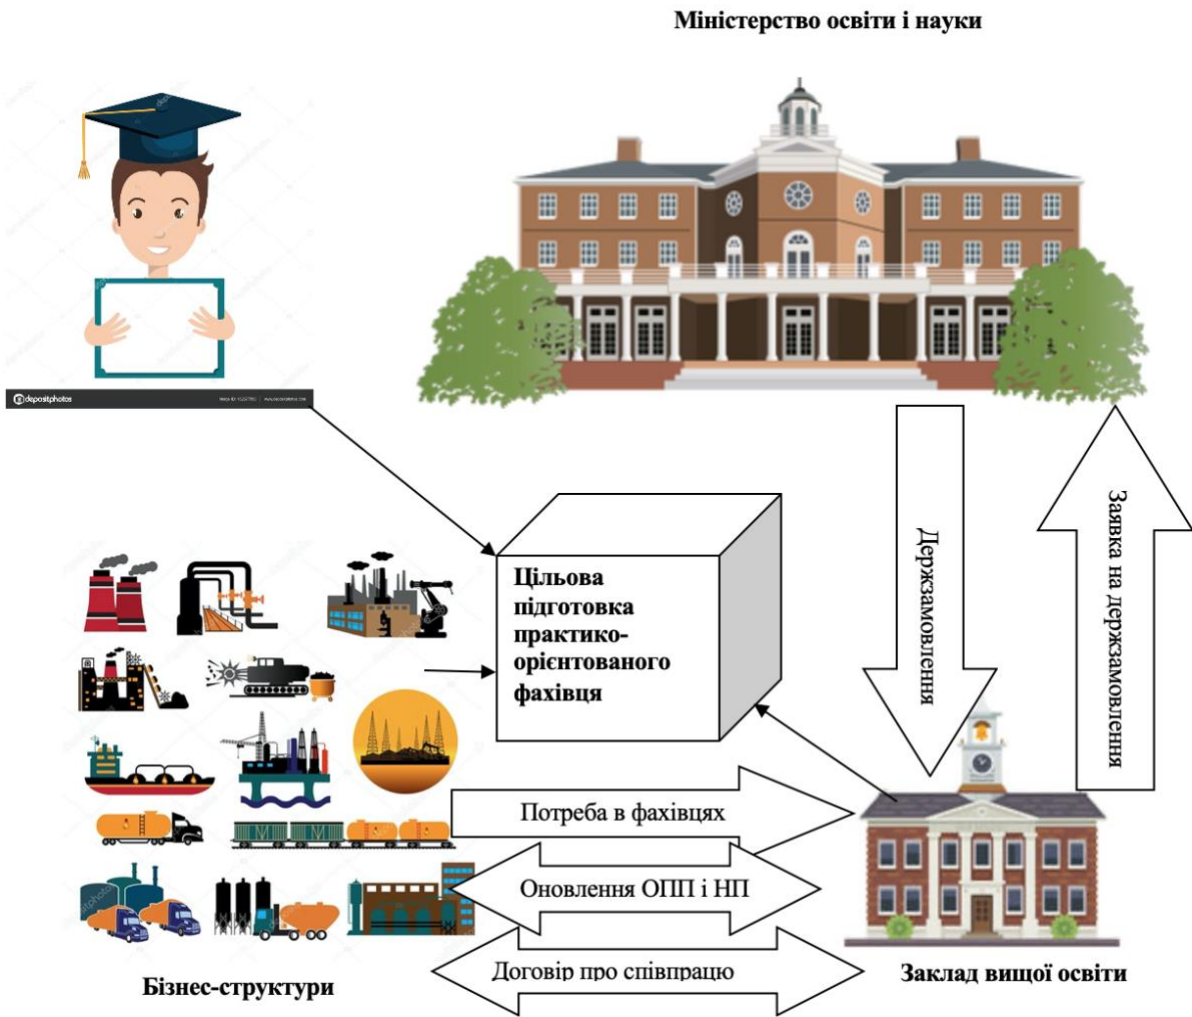 Міністерство освіти і науки
depositphotos
Цільова
підготовка
практико-
орієнтованого
фахівця
Держзамовлення
Заявка на держзамовлення
Потреба в фахівцях
Оновлення ОПП і НП
Договір про співпрацю
Бізнес-структури
Заклад вищої освіти